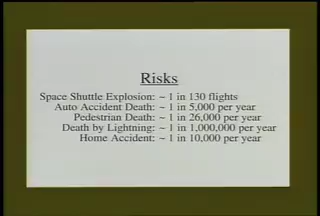 Risks
Space Shuttle Explosion: ~ 1 in 130 flights
Auto Accident Death: ~ 1 in 5,000 per year
Pedestrian Death: ~ 1 in 26,000 per year
Death by Lightning: ~ 1 in 1,000,000 per year
Home Accident: ~ 1 in 10,000 per year